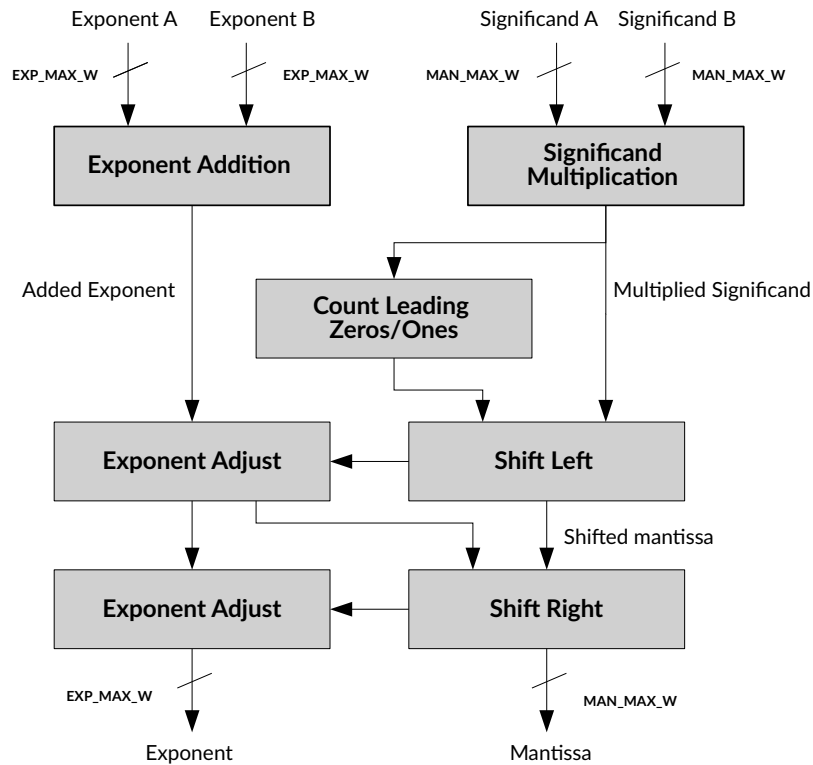 Exponent A
Exponent B
Significand A
Significand B
EXP_MAX_W
EXP_MAX_W
MAN_MAX_W
MAN_MAX_W
Exponent Addition
Significand
Multiplication
Added Exponent
Count Leading
Zeros/Ones
Multiplied Significand
Exponent Adjust
Shift Left
Shifted mantissa
Exponent Adjust
Shift Right
EXP_MAX_W
MAN_MAX_W
Exponent
Mantissa